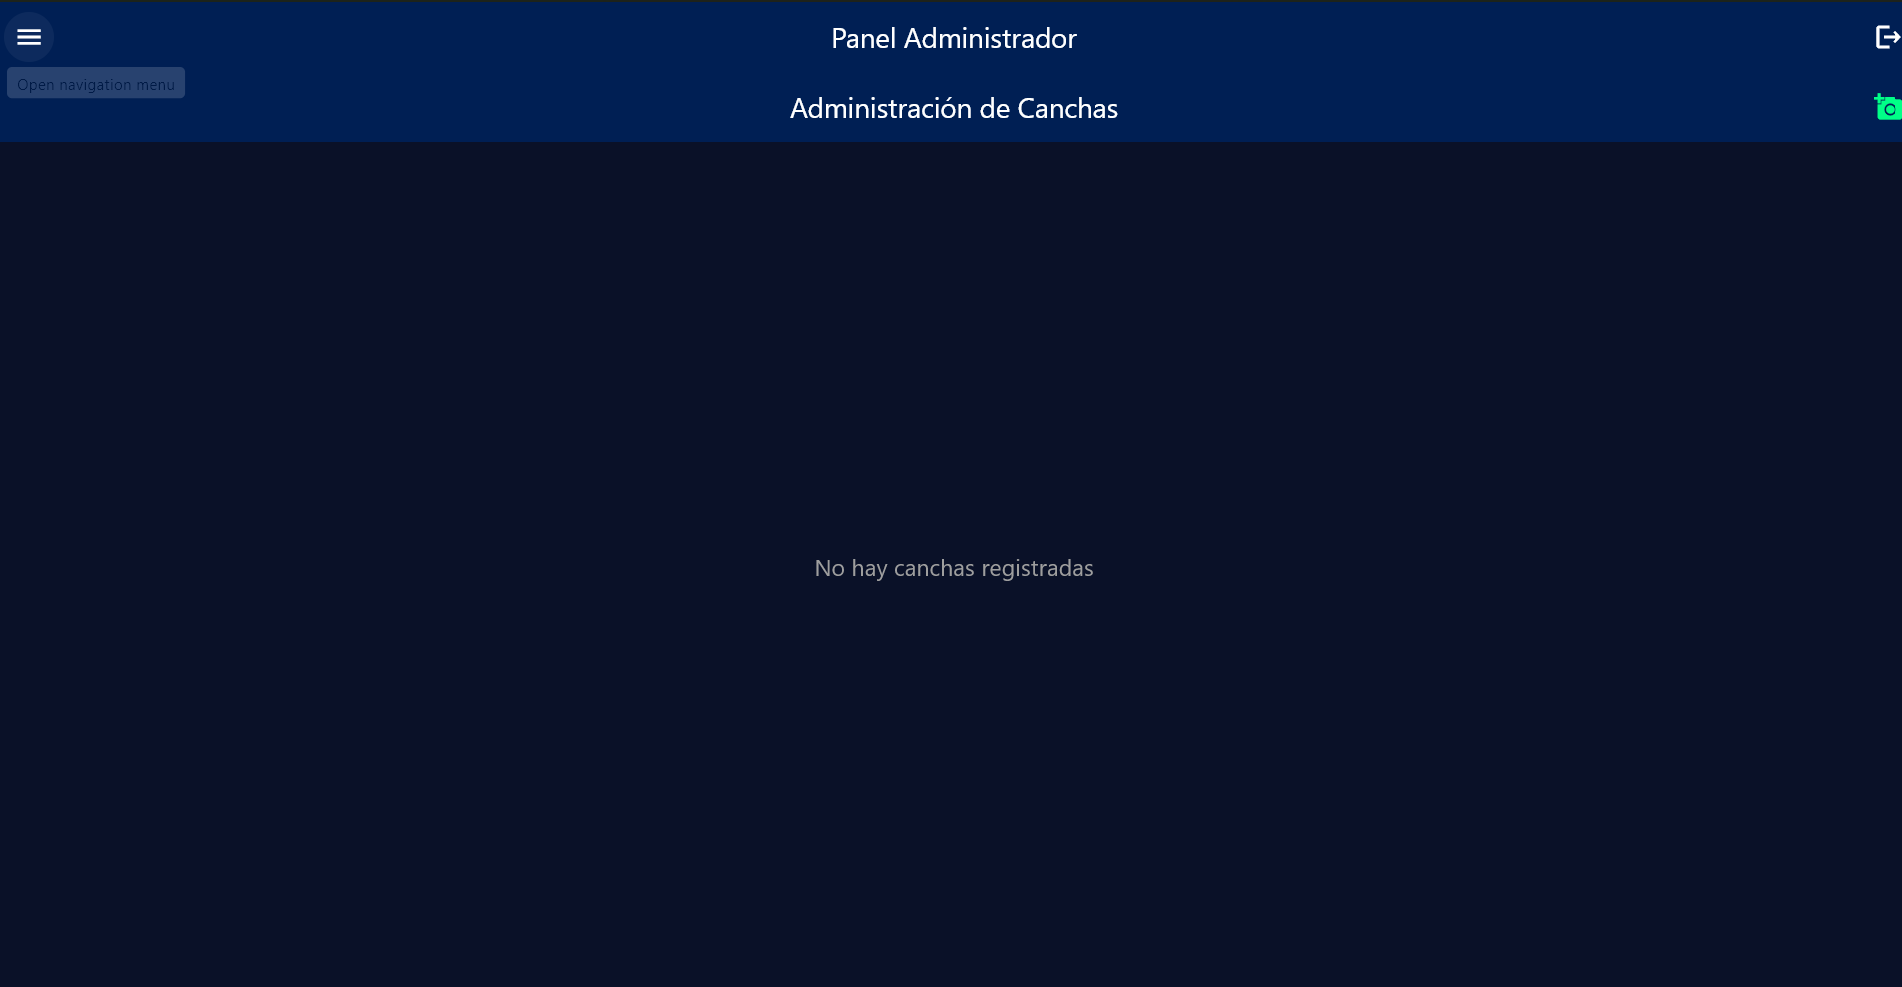 Panel Administrador
Open navigation menu
Administración de Canchas
No hay canchas registradas